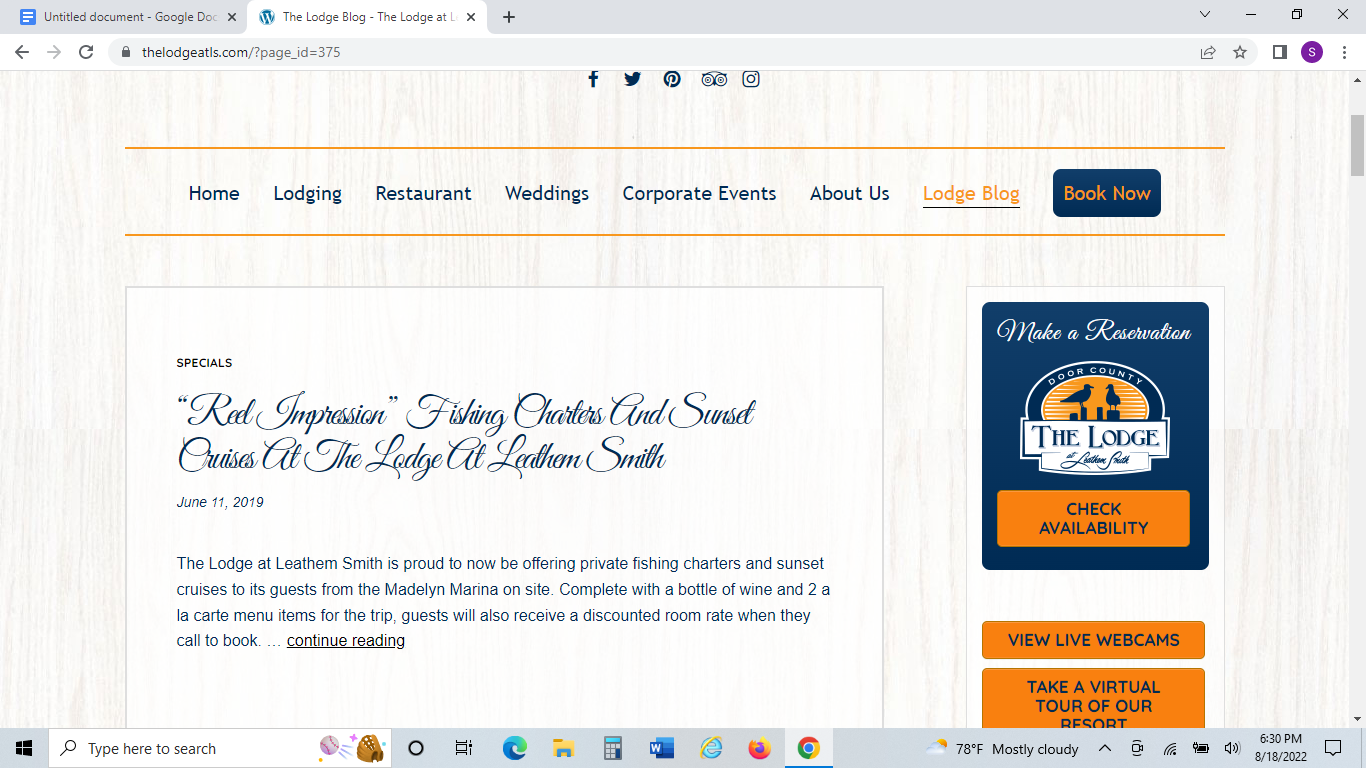 Untitled document - Google Doc
The Lodge Blog - The Lodge at L
thelodgeatls.com/?page_id=375
S
Home Lodging Restaurant Weddings Corporate Events About Us Lodge Blog Book Now
SPECIALS
“Reel Impression” Fishing Charters And Sunset
Cruises At The Lodge At Leathem Smith
June 11, 2019
The Lodge at Leathem Smith is proud to now be offering private fishing charters and sunset
cruises to its guests from the Madelyn Marina on site. Complete with a bottle of wine and 2 a
la carte menu items for the trip, guests will also receive a discounted room rate when they
call to book. … continue reading
Make a Reservation
DOOR COUNTY
THE LODGE
at Leathem Smith
CHECK
AVAILABILITY
VIEW LIVE WEBCAMS
TAKE A VIRTUAL
TOUR OF OUR
RESORT
Type here to search
78°F Mostly cloudy
6:30 PM
8/18/2022